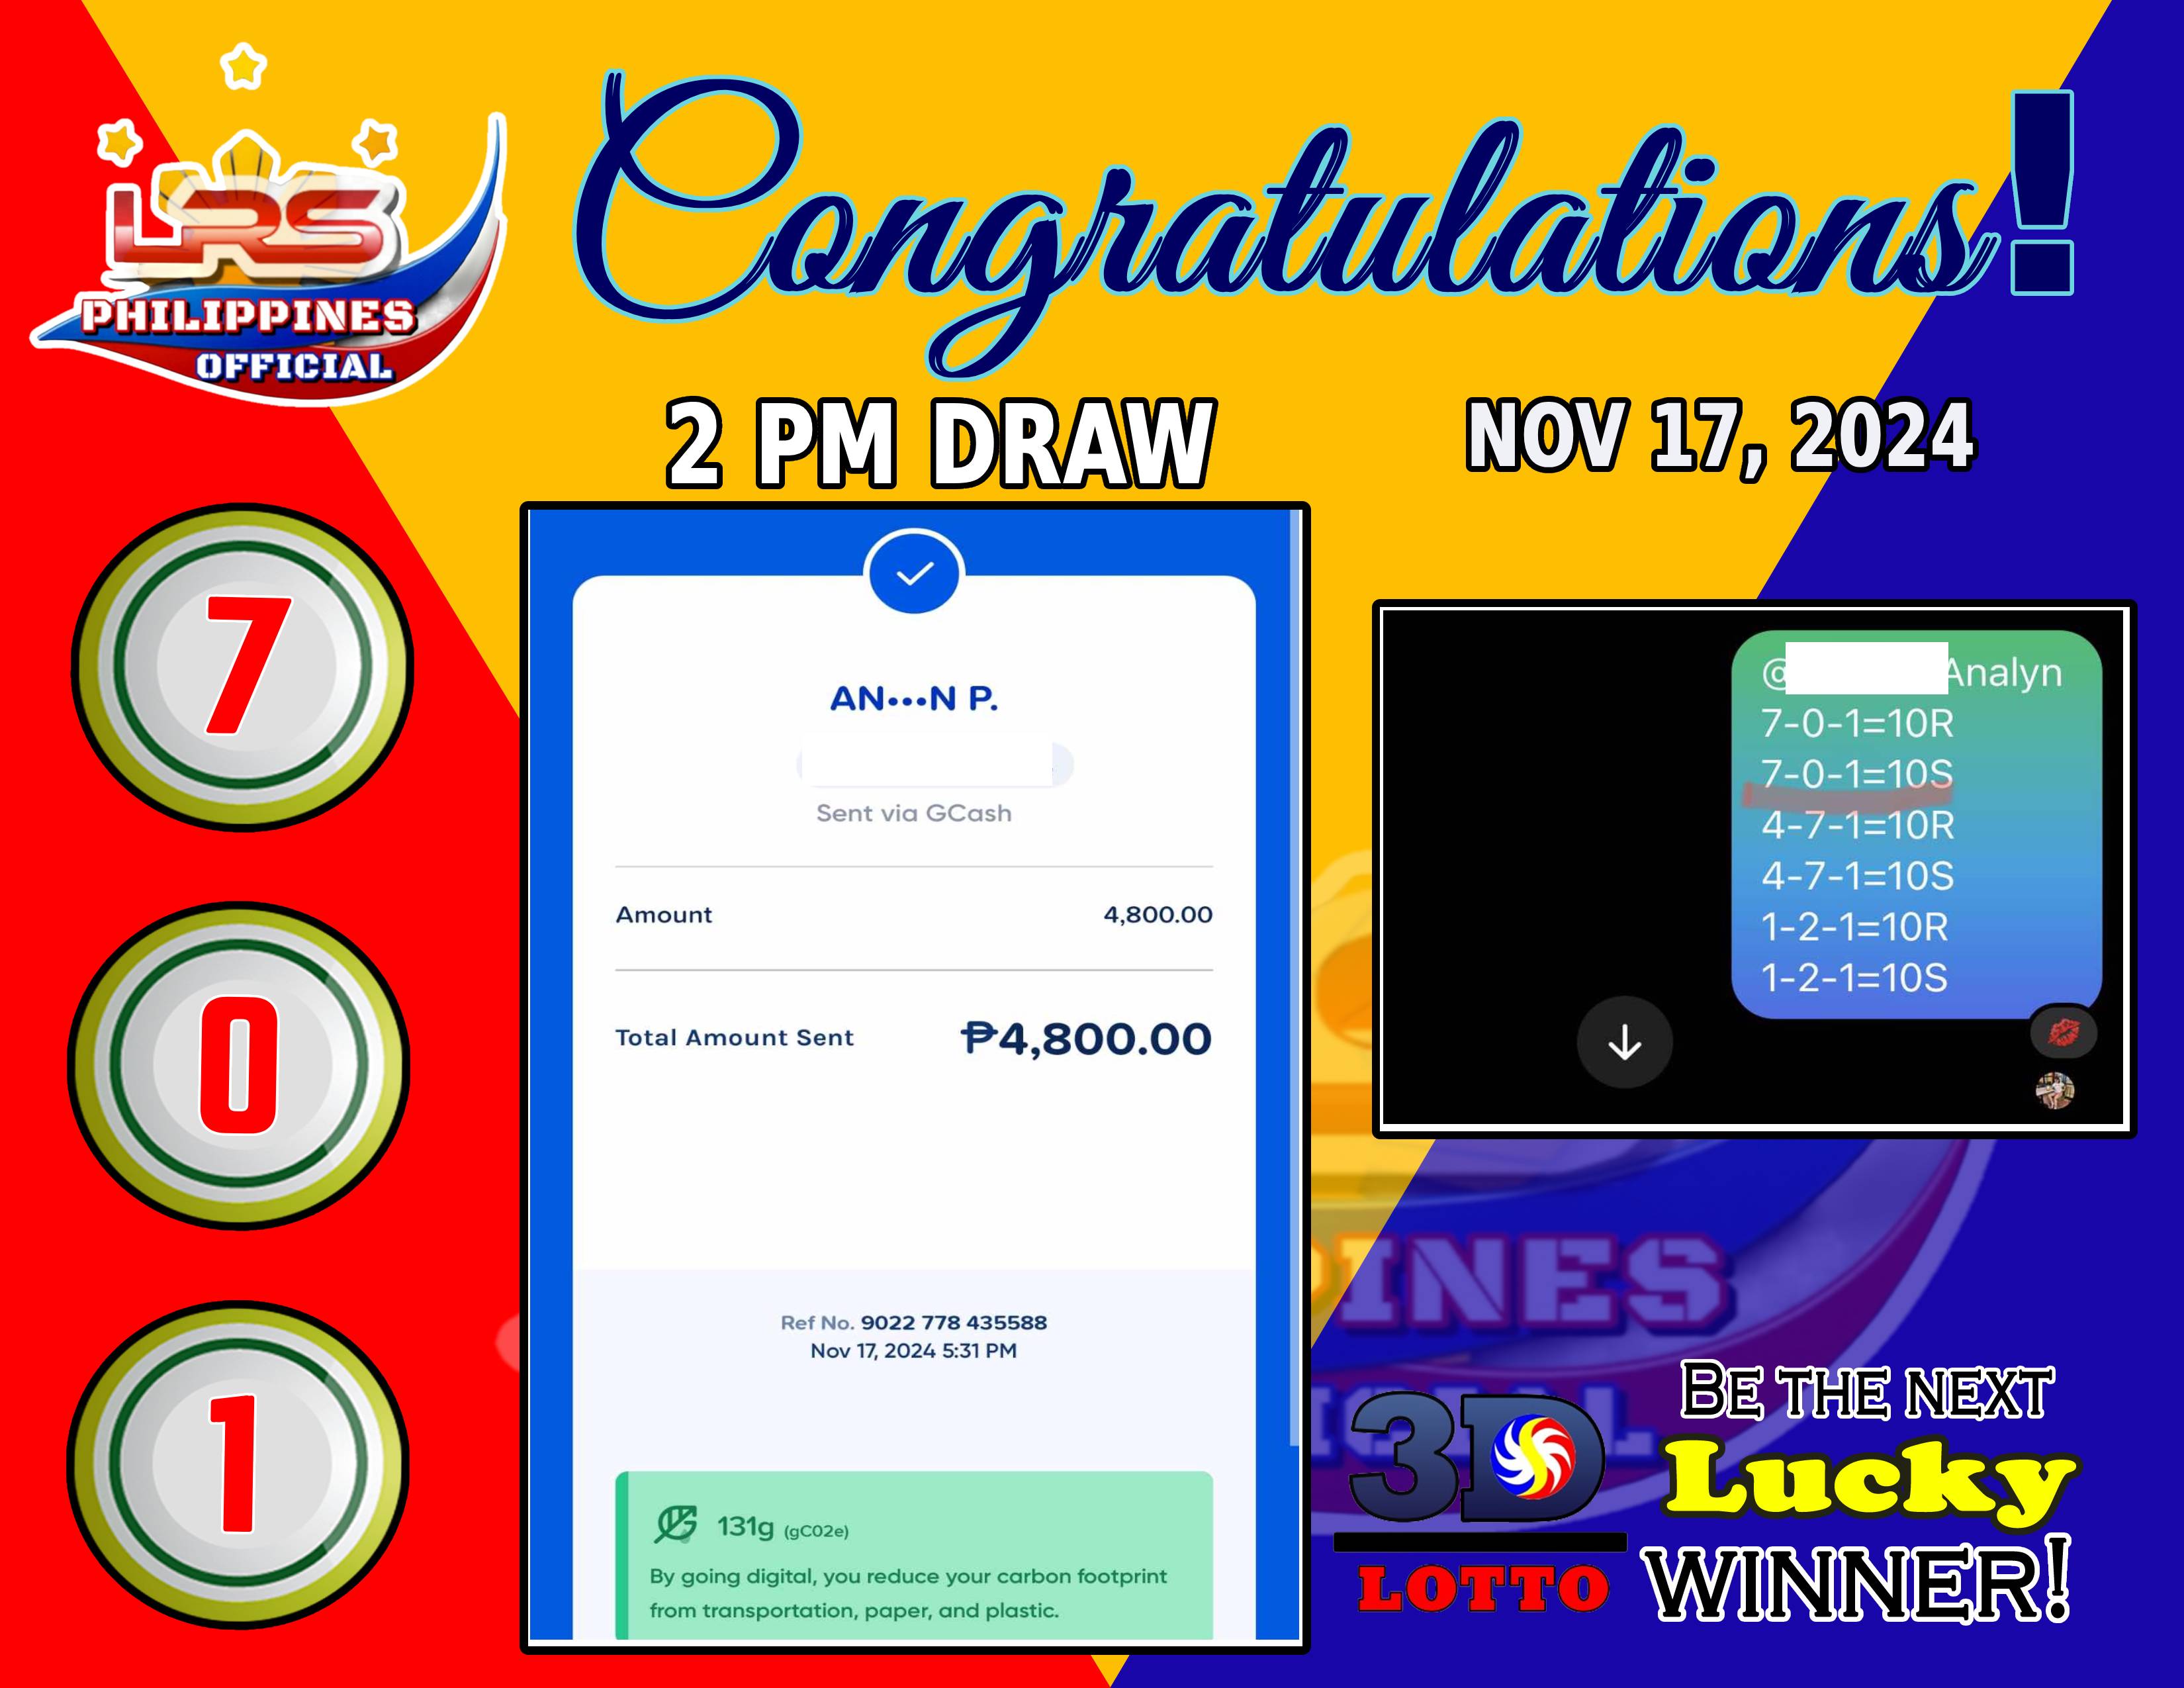 LRS
PHILIPPINES
OFFICIAL
Congratulations!
2 PM DRAW
NOV 17, 2024
7
0
1
AN•••N P.
Sent via GCash
Amount 4,800.00
Total Amount Sent ₱4,800.00
Ref No. 9022 778 435588
Nov 17, 2024 5:31 PM
131g (gCO2e)
By going digital, you reduce your carbon footprint
from transportation, paper, and plastic.
@ Analyn
7-0-1=10R
7-0-1=10S
4-7-1=10R
4-7-1=10S
1-2-1=10R
1-2-1=10S
PINES
3D
LOTTO
BE THE NEXT
Lucky
WINNER!